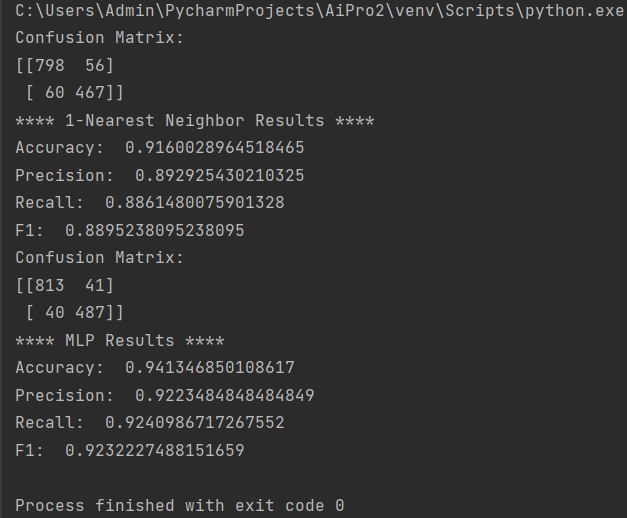 C:\Users\Admin\PycharmProjects\AiPro2\venv\Scripts\python.exe
Confusion Matrix:
[[798  56]
 [ 60 467]]
**** 1-Nearest Neighbor Results ****
Accuracy:  0.9160028964518465
Precision:  0.892925430210325
Recall:  0.8861480075901328
F1:  0.8895238095238095
Confusion Matrix:
[[813  41]
 [ 40 487]]
**** MLP Results ****
Accuracy:  0.941346850108617
Precision:  0.9223484848484849
Recall:  0.9240986717267552
F1:  0.9232227488151659
Process finished with exit code 0